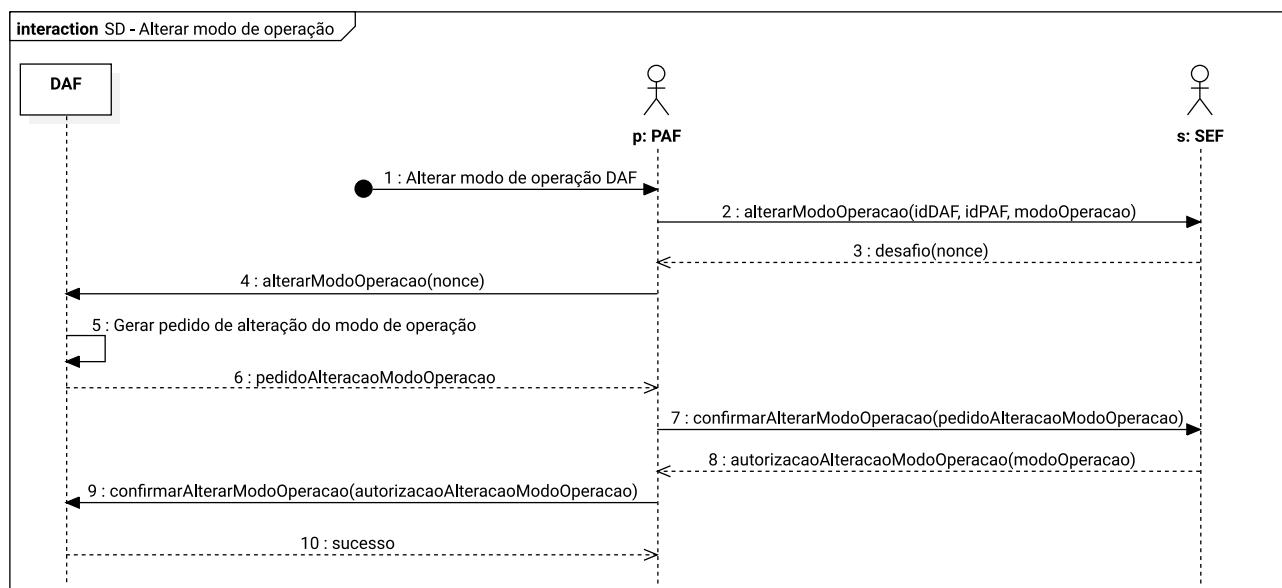 interaction SD - Alterar modo de operação
DAF
p: PAF
s: SEF
1 : Alterar modo de operação DAF
2 : alterarModoOperacao(idDAF, idPAF, modoOperacao)
3 : desafio(nonce)
4 : alterarModoOperacao(nonce)
5 : Gerar pedido de alteração do modo de operação
6 : pedidoAlteracaoModoOperacao
7 : confirmarAlterarModoOperacao(pedidoAlteracaoModoOperacao)
8 : autorizacaoAlteracaoModoOperacao(modoOperacao)
9 : confirmarAlterarModoOperacao(autorizacaoAlteracaoModoOperacao)
10 : sucesso